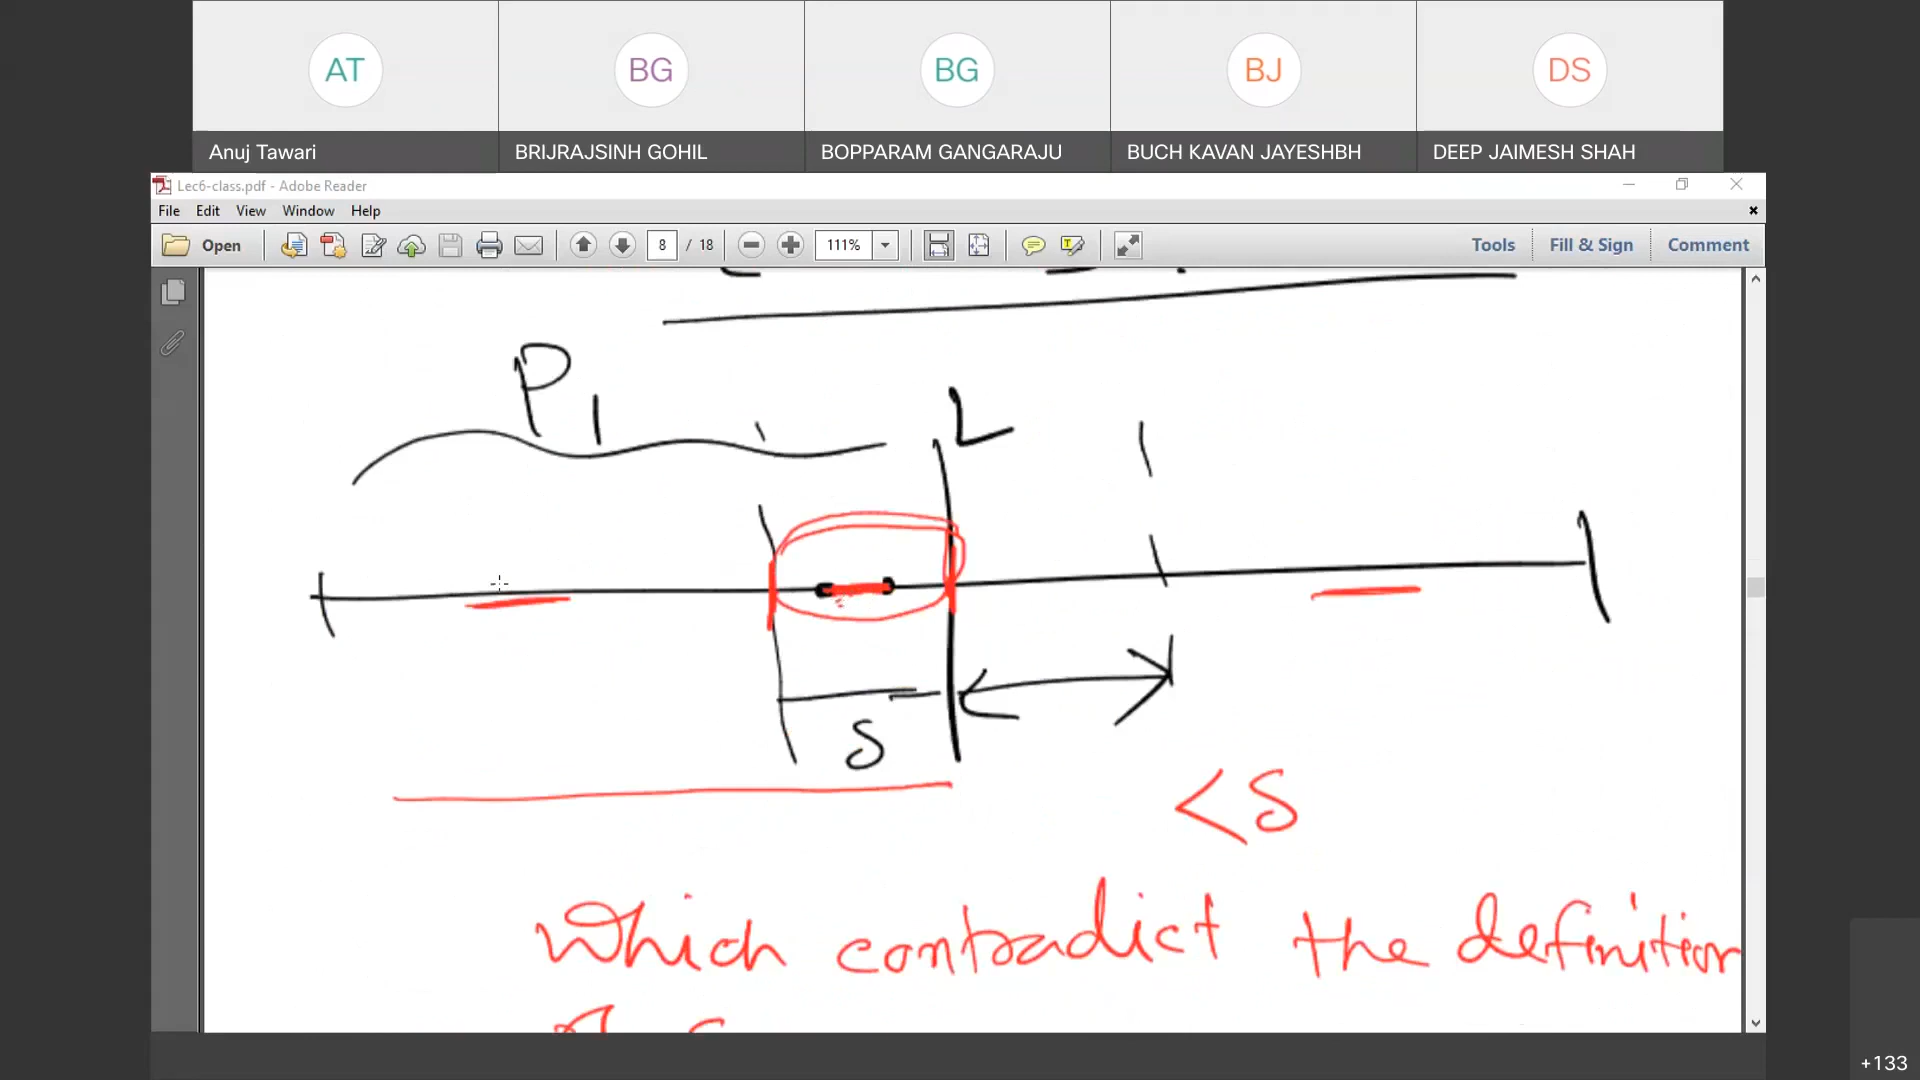 AT BG BG BJ DS
Anuj Tawari BRIJRAJSINH GOHIL BOPPARAM GANGARAJU BUCH KAVAN JAYESHBH DEEP JAIMESH SHAH
Lec6-class.pdf - Adobe Reader
File Edit View Window Help
Open 8 / 18 111% Tools Fill & Sign Comment
P1
L
S
<S
which contradict the definition
+133